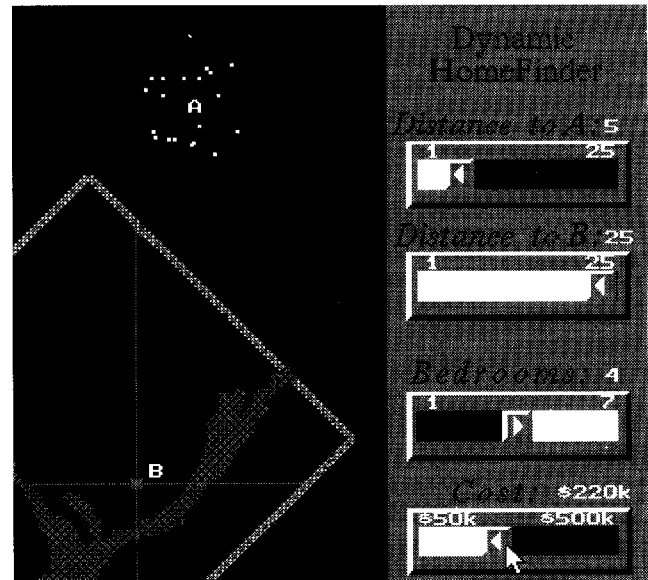 Dynamic
HomeFinder
A
Distance to A: 5
1 25
Distance to B: 25
1 25
Bedrooms: 4
1 7
B
Cost: $220k
$50k $500k